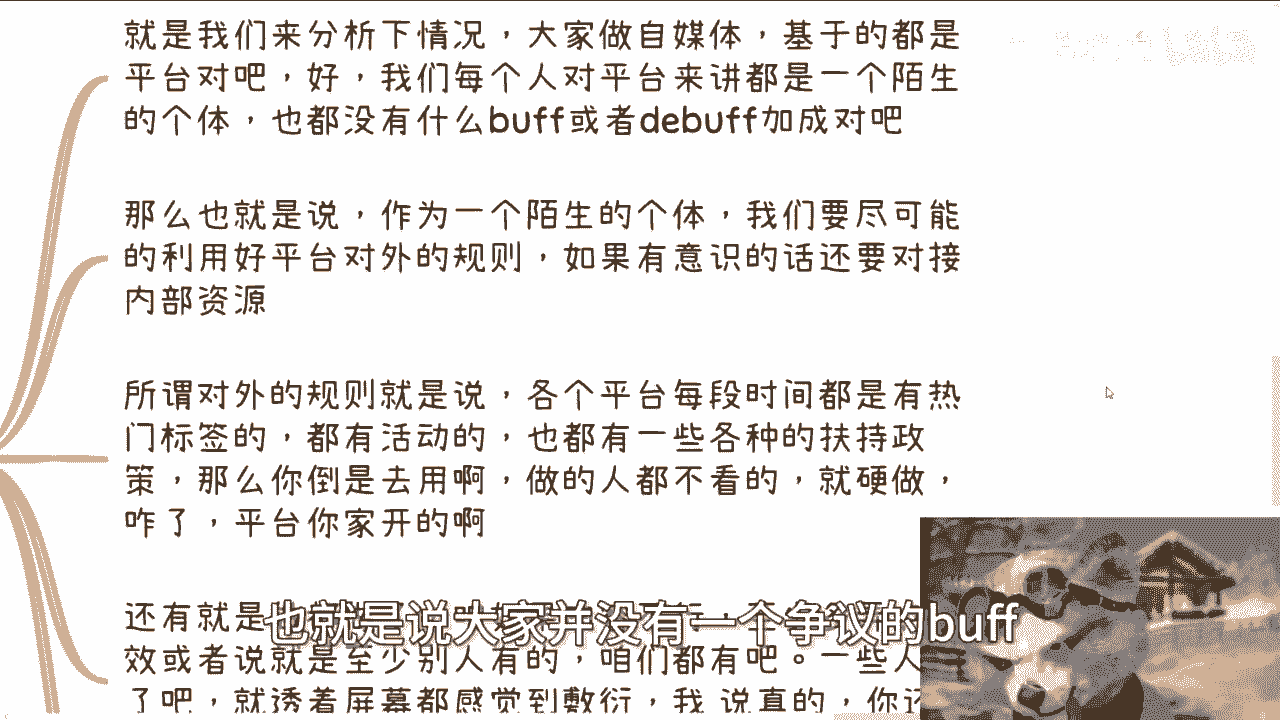 就是我们来分析下情况，大家做自媒体，基于的都是
平台对吧，好，我们每个人对平台来讲都是一个陌生
的个体，也都没有什么buff或者debuff加成对吧
那么也就是说，作为一个陌生的个体，我们要尽可能
的利用好平台对外的规则，如果有意识的话还要对接
内部资源
所谓对外的规则就是说，各个平台每段时间都是有热
门标签的，都有活动的，也都有一些各种的扶持政
策，那么你倒是去用啊，做的人都不看的，就硬做，
咋了，平台你家开的啊
还有就是
也就是说大家并没有一个争议的buff
效或者说就是至少别人有的，咱们都有吧。一些人
了吧，就透着屏幕都感觉到敷衍，我 说真的，你还